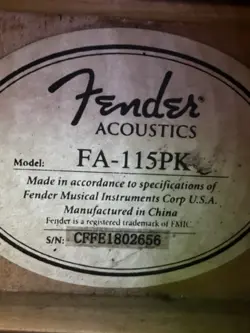 Fender
ACOUSTICS
Model: FA-115PK
Made in accordance to specifications of
Fender Musical Instruments Corp U.S.A.
Manufactured in China
Fender is a registered trademark of FMIC.
S/N: CFFE1802656